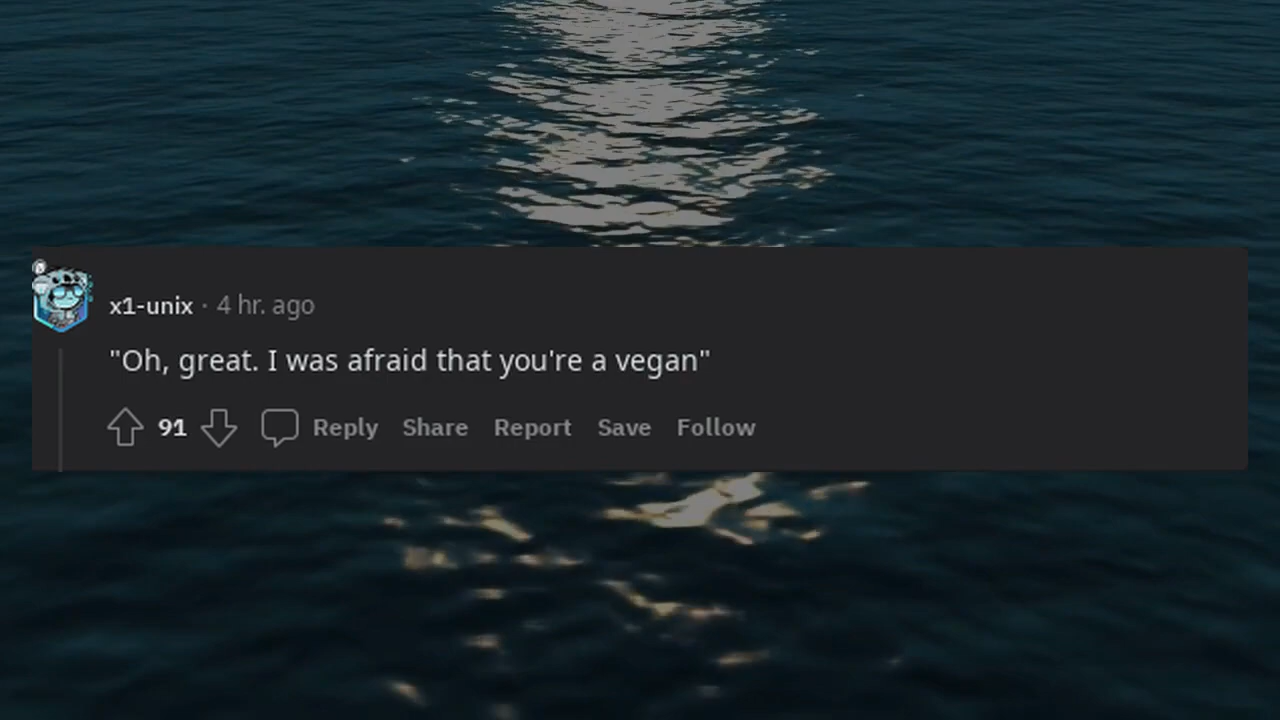 x1-unix · 4 hr. ago
"Oh, great. I was afraid that you're a vegan"
91 Reply Share Report Save Follow